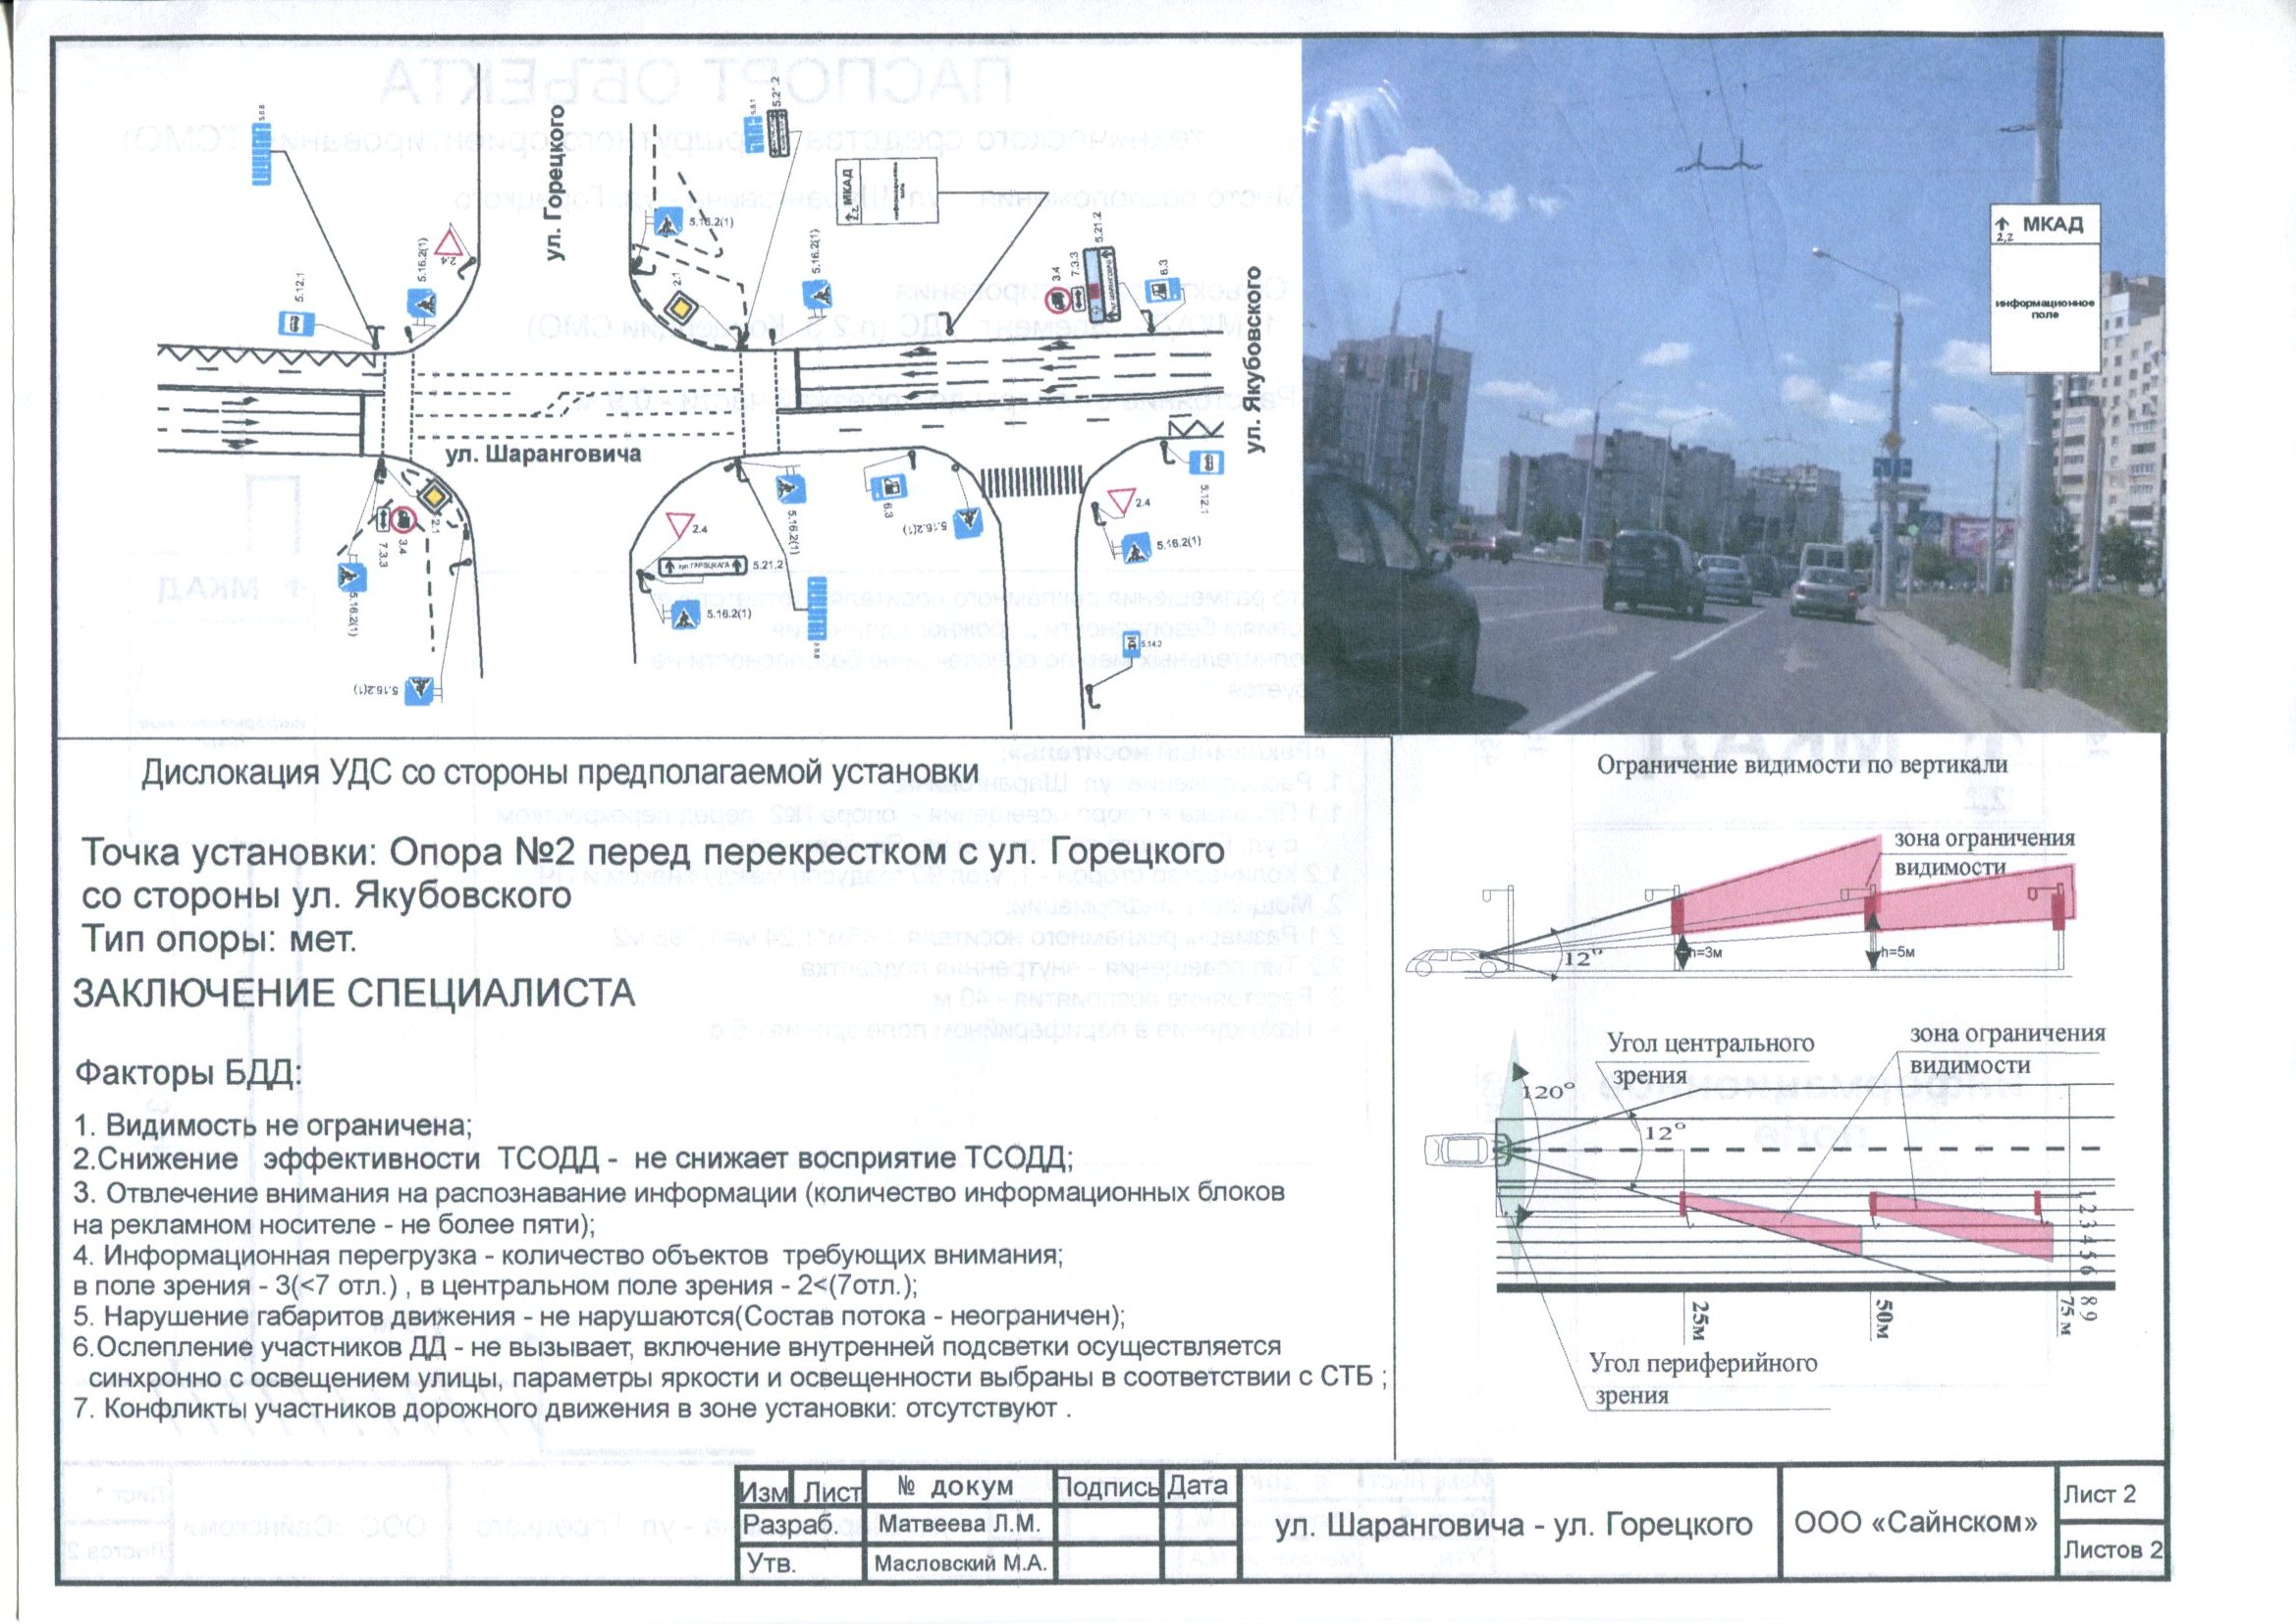 5.8.8
ул. Горецкого
5.8.1
5.21.2
2,2 МКАД
информационное поле
5.12.1
5.16.2(1)
2.4
5.16.2(1)
2.1
5.16.2(1)
3.4
7.3.3
5.21.2
6.3
ул. Якубовского
ул. Шаранговича
2.1
3.4
7.3.3
5.16.2(1)
5.16.2(1)
2.4
5.21.2
5.16.2(1)
5.16.2(1)
6.3
5.16.2(1)
2.4
5.16.2(1)
5.12.1
5.14.2
МКАД
2,2
информационное
поле
Дислокация УДС со стороны предполагаемой установки
Точка установки: Опора №2 перед перекрестком с ул. Горецкого
со стороны ул. Якубовского
Тип опоры: мет.
ЗАКЛЮЧЕНИЕ СПЕЦИАЛИСТА
Факторы БДД:
1. Видимость не ограничена;
2.Снижение эффективности ТСОДД - не снижает восприятие ТСОДД;
3. Отвлечение внимания на распознавание информации (количество информационных блоков
на рекламном носителе - не более пяти);
4. Информационная перегрузка - количество объектов требующих внимания;
в поле зрения - 3(<7 отл.) , в центральном поле зрения - 2<(7отл.);
5. Нарушение габаритов движения - не нарушаются(Состав потока - неограничен);
6.Ослепление участников ДД - не вызывает, включение внутренней подсветки осуществляется
синхронно с освещением улицы, параметры яркости и освещенности выбраны в соответствии с СТБ ;
7. Конфликты участников дорожного движения в зоне установки: отсутствуют .
Ограничение видимости по вертикали
зона ограничения
видимости
12°
h=3м
h=5м
Угол центрального
зрения
зона ограничения
видимости
120°
12°
1 2 3 4 5 6 8 9
25м
50м
75 м
Угол периферийного
зрения
Изм Лист № докум Подпись Дата
Разраб. Матвеева Л.М.
Утв. Масловский М.А.
ул. Шаранговича - ул. Горецкого
ООО «Сайнском»
Лист 2
Листов 2